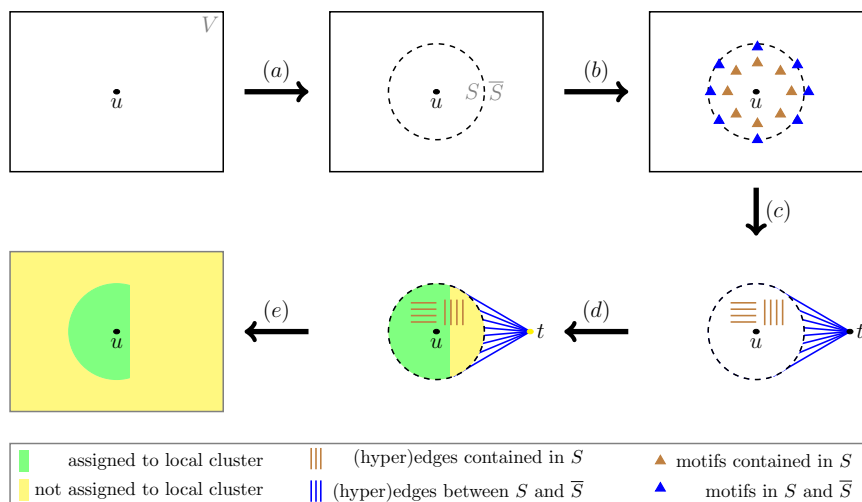 V
u
(a)
S S̅
u
(b)
u
(c)
u
t
(d)
u
t
(e)
u
assigned to local cluster
(hyper)edges contained in S
motifs contained in S
not assigned to local cluster
(hyper)edges between S and S̅
motifs in S and S̅